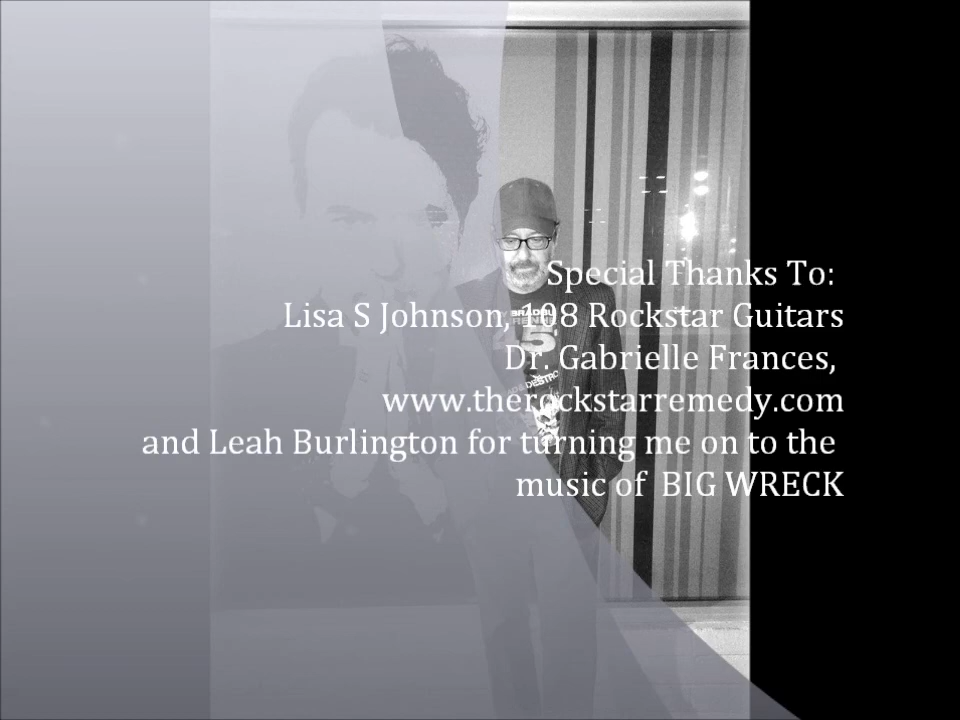 Special Thanks To:
Lisa S Johnson, 108 Rockstar Guitars
Dr. Gabrielle Frances,
www.therockstarremedy.com
and Leah Burlington for turning me on to the
music of BIG WRECK
5